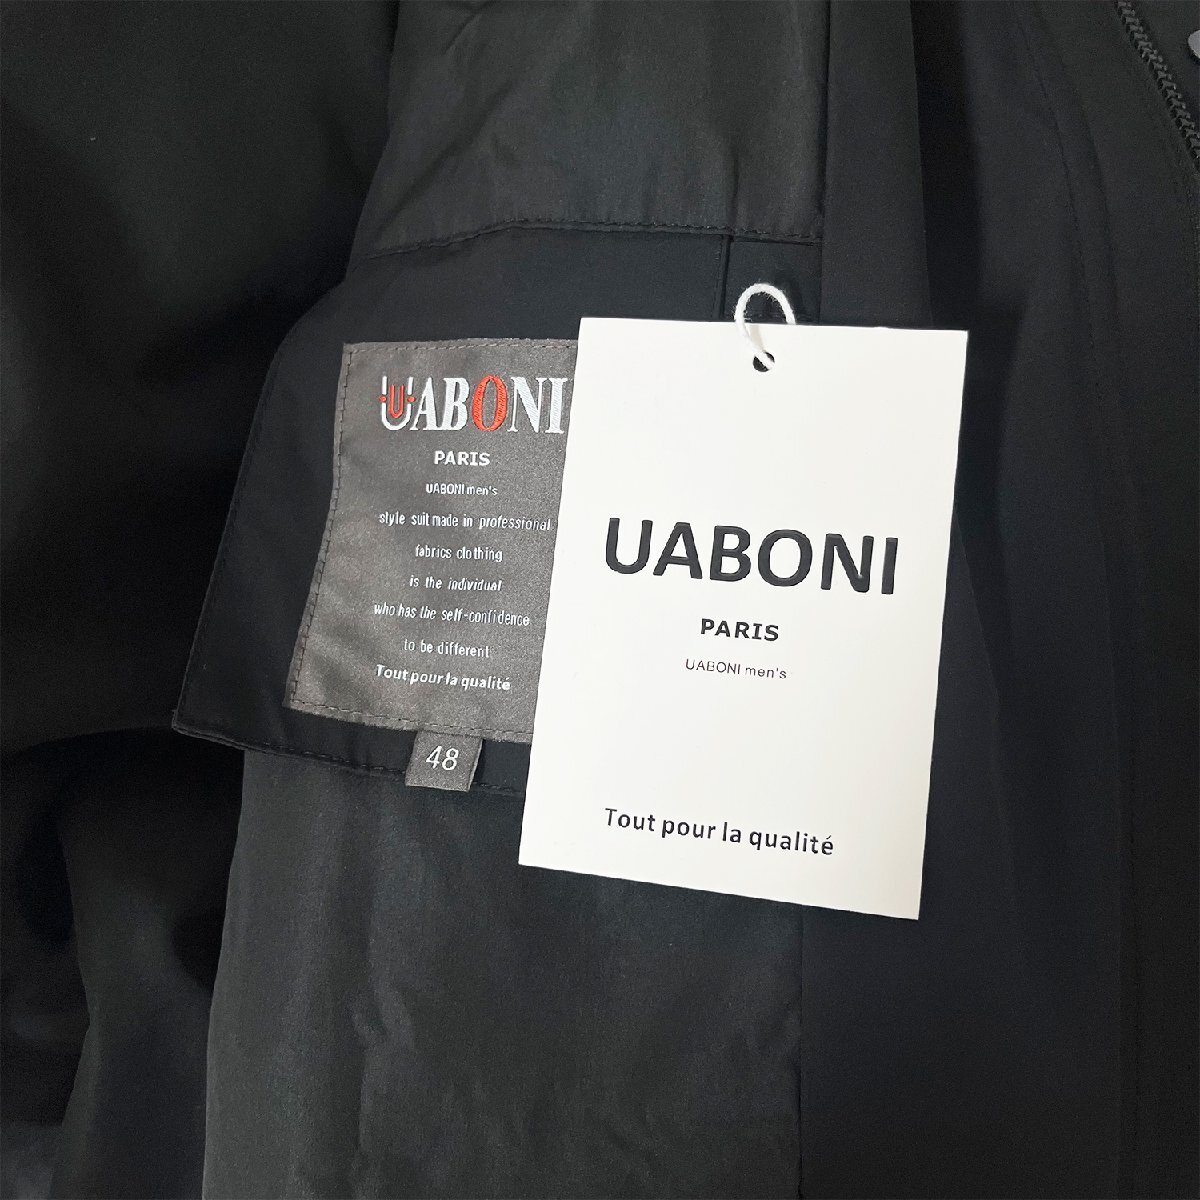 UABONI
PARIS
UABONI men's
style suit made in professional
fabrics clothing
is the individual
who has the self-confidence
to be different
Tout pour la qualité
48
UABONI
PARIS
UABONI men's
Tout pour la qualité